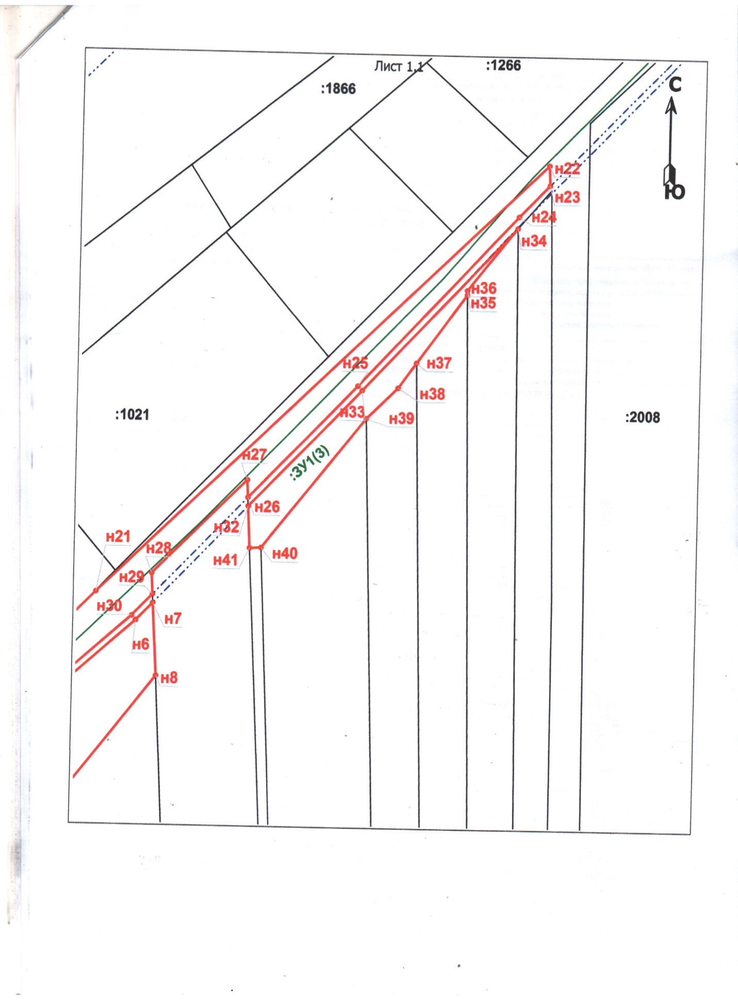 Лист 1.1
:1266
:1866
С
Ю
н22
н23
н24
н34
н36
н35
н25
н37
н38
н33
н39
:1021
:2008
н27
:ЗУ1(3)
н26
н32
н21
н28
н41
н40
н29
н30
н7
н6
н8